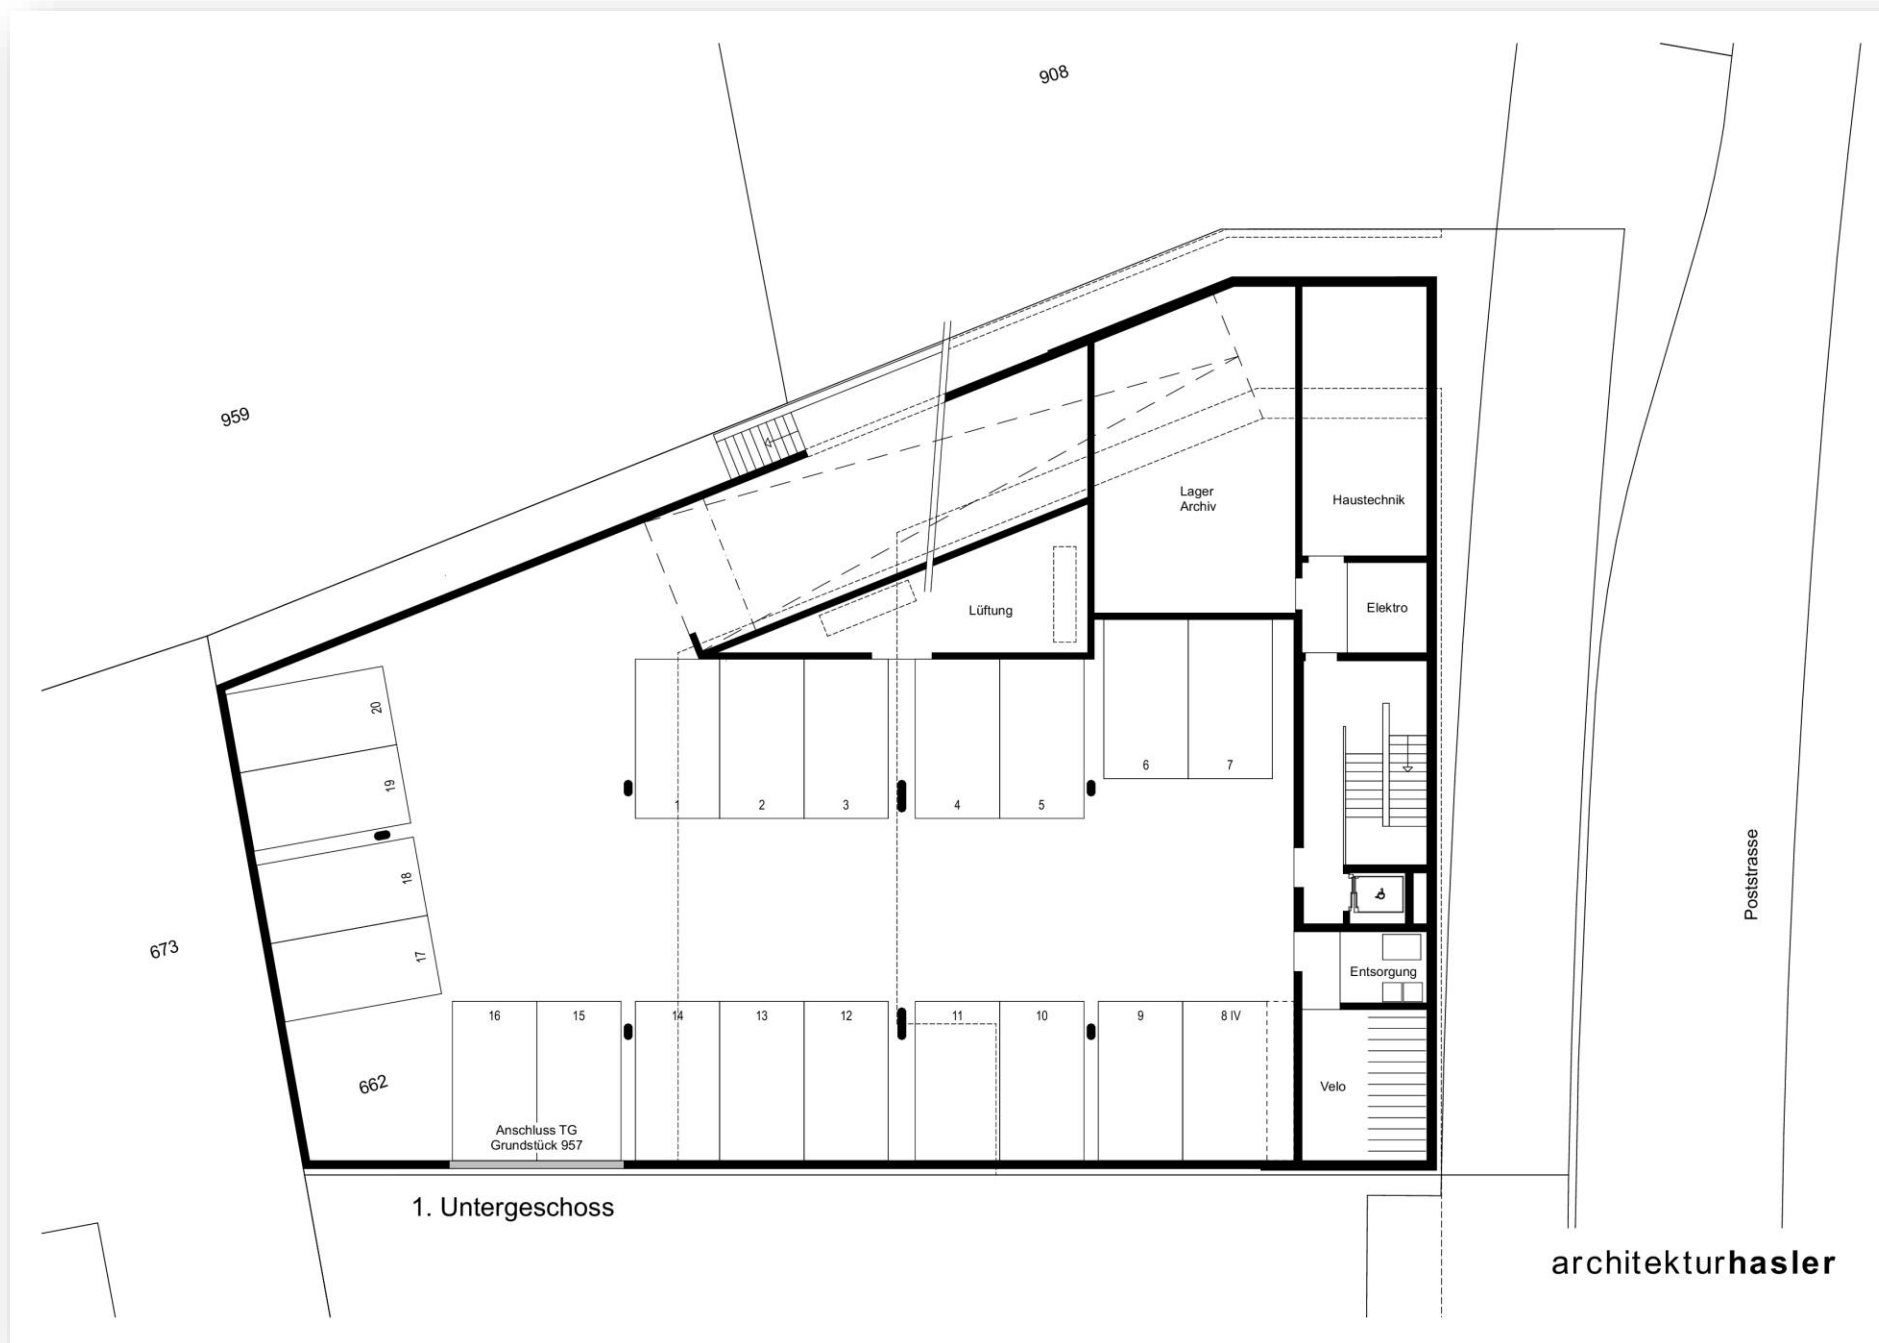 908
959
Lager
Archiv
Haustechnik
Lüftung
Elektro
20
19
18
17
1
2
3
4
5
6
7
673
Poststrasse
Entsorgung
16
15
14
13
12
11
10
9
8 IV
662
Velo
Anschluss TG
Grundstück 957
1. Untergeschoss
architekturhasler